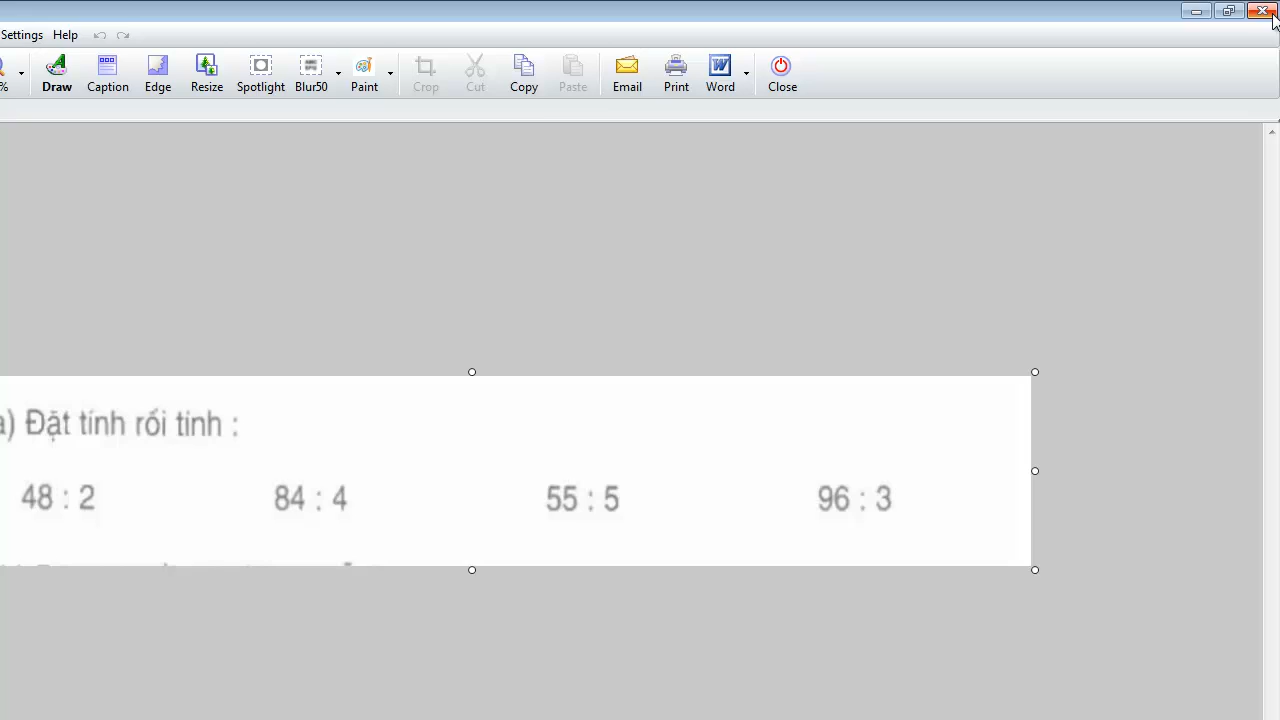 Settings Help
% Draw Caption Edge Resize Spotlight Blur50 Paint Crop Cut Copy Paste Email Print Word Close
a) Đặt tính rồi tính :
48 : 2 84 : 4 55 : 5 96 : 3